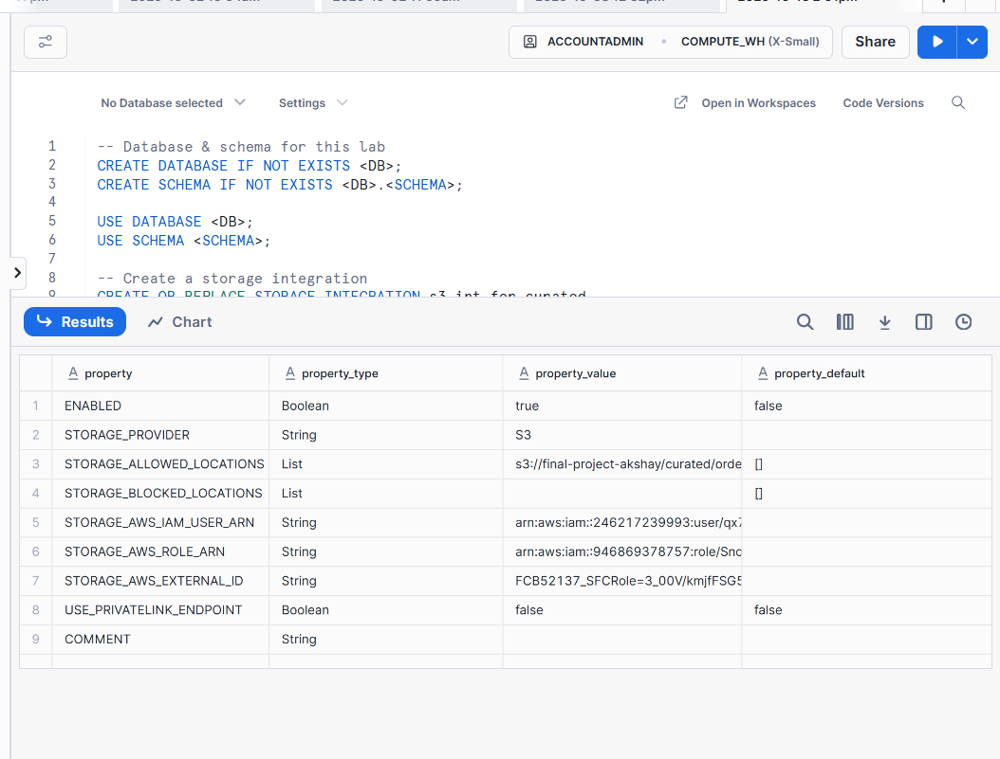 ACCOUNTADMIN • COMPUTE_WH (X-Small) Share
No Database selected Settings Open in Workspaces Code Versions
1 -- Database & schema for this lab
2 CREATE DATABASE IF NOT EXISTS <DB>;
3 CREATE SCHEMA IF NOT EXISTS <DB>.<SCHEMA>;
4
5 USE DATABASE <DB>;
6 USE SCHEMA <SCHEMA>;
7
8 -- Create a storage integration
9 CREATE OR REPLACE STORAGE INTEGRATION s3_int_for_curated
Results Chart
property property_type property_value property_default
1 ENABLED Boolean true false
2 STORAGE_PROVIDER String S3
3 STORAGE_ALLOWED_LOCATIONS List s3://final-project-akshay/curated/orde []
4 STORAGE_BLOCKED_LOCATIONS List []
5 STORAGE_AWS_IAM_USER_ARN String arn:aws:iam::246217239993:user/qx7
6 STORAGE_AWS_ROLE_ARN String arn:aws:iam::946869378757:role/Sno
7 STORAGE_AWS_EXTERNAL_ID String FCB52137_SFCRole=3_00V/kmjfFSG5
8 USE_PRIVATELINK_ENDPOINT Boolean false false
9 COMMENT String